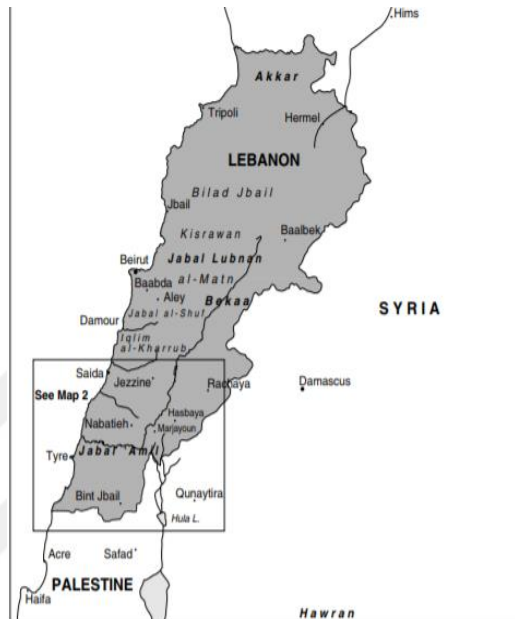 Hims
Akkar
Tripoli
Hermel
LEBANON
Bilad Jbail
Jbail
Kisrawan
Baalbek
Beirut
Jabal Lubnan
Baabda
al-Matn
Aley
Bekaa
Jabal al-Shuf
SYRIA
Damour
Iqlim
al-Kharrub
Saida
Jezzine
Rachaya
Damascus
See Map 2
Hasbaya
Nabatieh
Marjayoun
Tyre
Jabal Amil
Bint Jbail
Qunaytira
Hula L.
Acre
Safad
PALESTINE
Haifa
Hawran